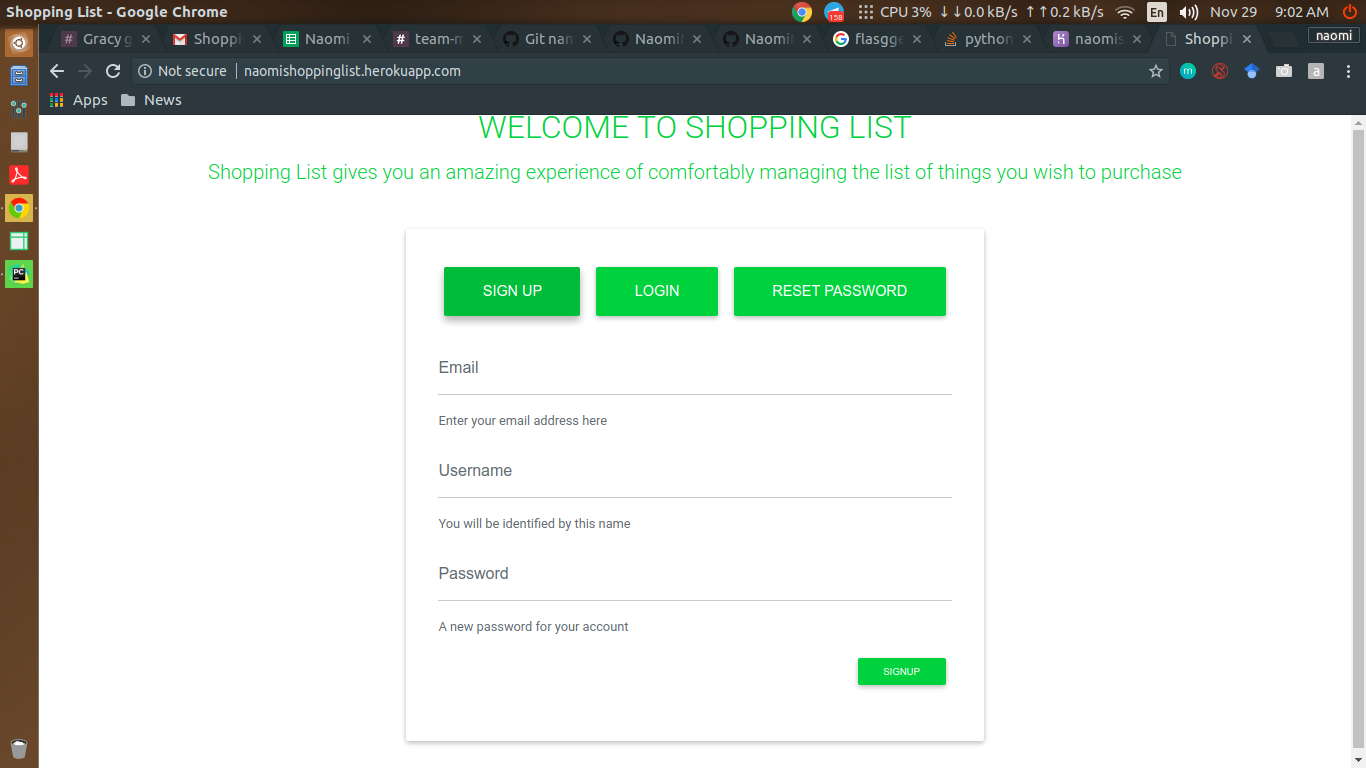 Shopping List - Google Chrome
158
CPU 3% ↓↓0.0 kB/s ↑↑0.2 kB/s
En
Nov 29 9:02 AM
# Gracy g
Shoppi
Naomi
# team-m
Git nam
Naomi
Naomi
flasgge
python
naomis
Shoppi
naomi
Not secure
naomishoppinglist.herokuapp.com
m
a
Apps
News
PC
WELCOME TO SHOPPING LIST
Shopping List gives you an amazing experience of comfortably managing the list of things you wish to purchase
SIGN UP
LOGIN
RESET PASSWORD
Email
Enter your email address here
Username
You will be identified by this name
Password
A new password for your account
SIGNUP